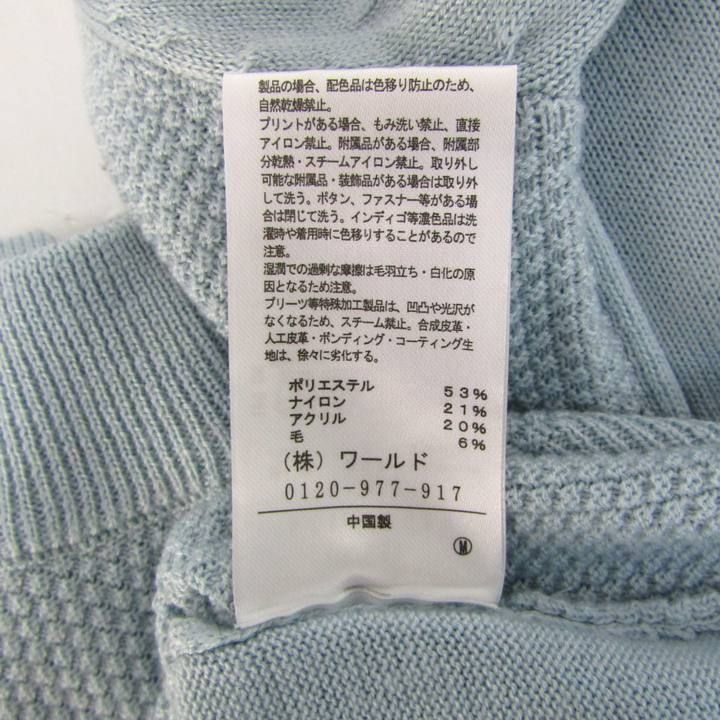 製品の場合、配色品は色移り防止のため、
自然乾燥禁止。
プリントがある場合、もみ洗い禁止、直接
アイロン禁止。附属品がある場合、附属部
分乾熱・スチームアイロン禁止。取り外し
可能な附属品・装飾品がある場合は取り外
して洗う。ボタン、ファスナー等がある場
合は閉じて洗う。インディゴ等濃色品は洗
濯時や着用時に色移りすることがあるので
注意。
湿潤での過剰な摩擦は毛羽立ち・白化の原
因となるため注意。
プリーツ等特殊加工製品は、凹凸や光沢が
なくなるため、スチーム禁止。合成皮革・
人工皮革・ボンディング・コーティング生
地は、徐々に劣化する。
ポリエステル 53%
ナイロン 21%
アクリル 20%
毛 6%
(株)ワールド
0120-977-917
中国製
Ⓜ